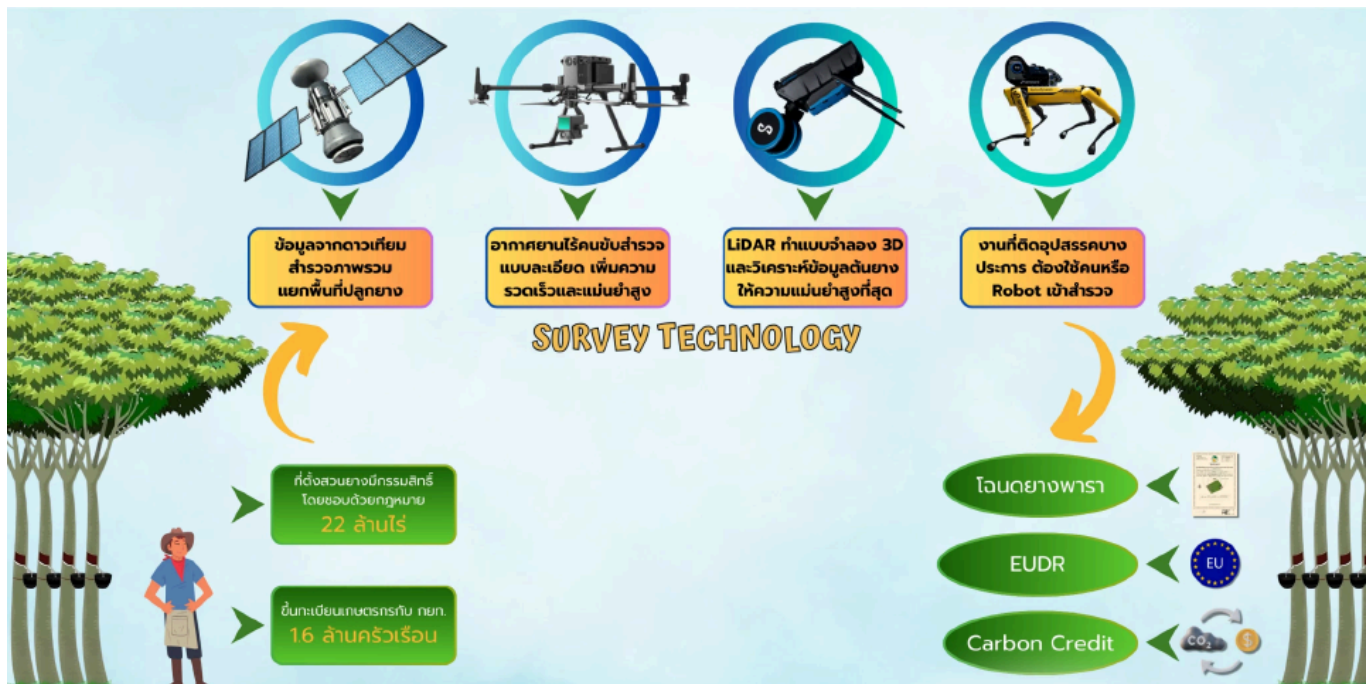 ข้อมูลจากดาวเทียม
สำรวจภาพรวม
แยกพื้นที่ปลูกยาง
อากาศยานไร้คนขับสำรวจ
แบบละเอียด เพิ่มความ
รวดเร็วและแม่นยำสูง
LiDAR ทำแบบจำลอง 3D
และวิเคราะห์ข้อมูลต้นยาง
ให้ความแม่นยำสูงที่สุด
งานที่ติดอุปสรรคบาง
ประการ ต้องใช้คนหรือ
Robot เข้าสำรวจ
SURVEY TECHNOLOGY
ที่ตั้งสวนยางมีกรรมสิทธิ์
โดยชอบด้วยกฎหมาย
22 ล้านไร่
ขึ้นทะเบียนเกษตรกรกับ กยท.
1.6 ล้านครัวเรือน
โฉนดยางพารา
EUDR
EU
Carbon Credit
CO2
$